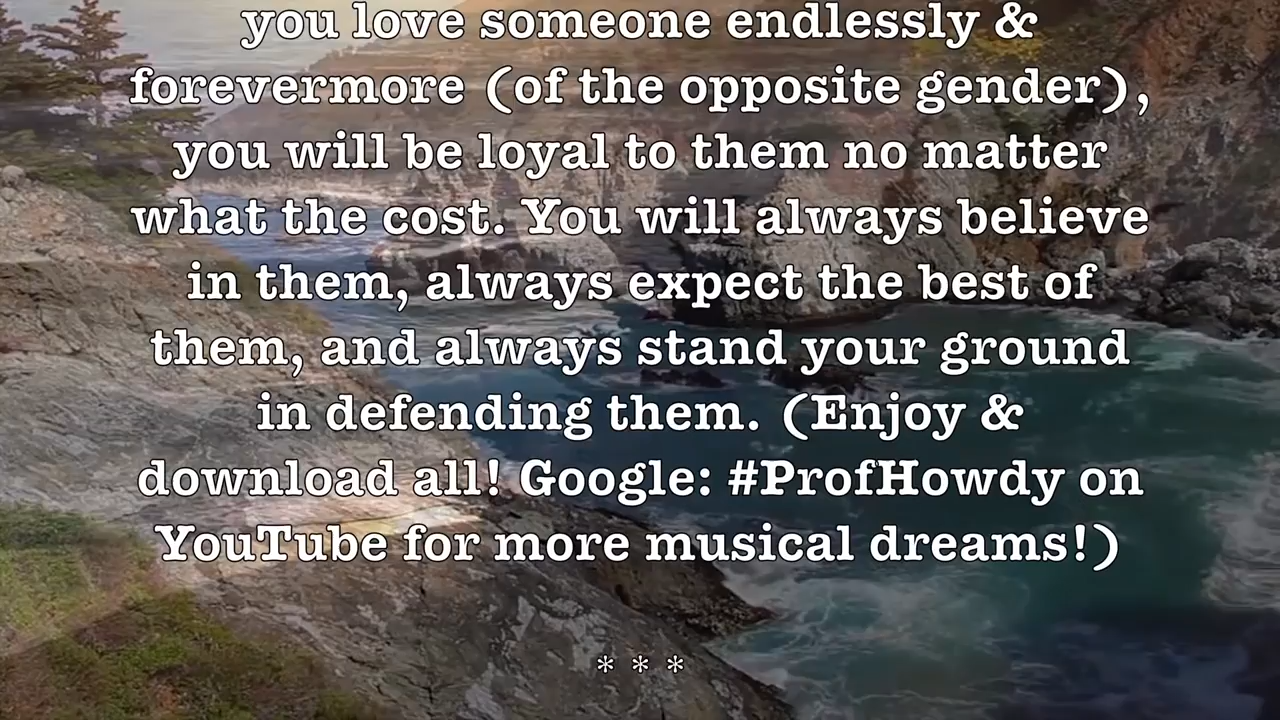 you love someone endlessly &
forevermore (of the opposite gender),
you will be loyal to them no matter
what the cost. You will always believe
in them, always expect the best of
them, and always stand your ground
in defending them. (Enjoy &
download all! Google: #ProfHowdy on
YouTube for more musical dreams!)
* * *